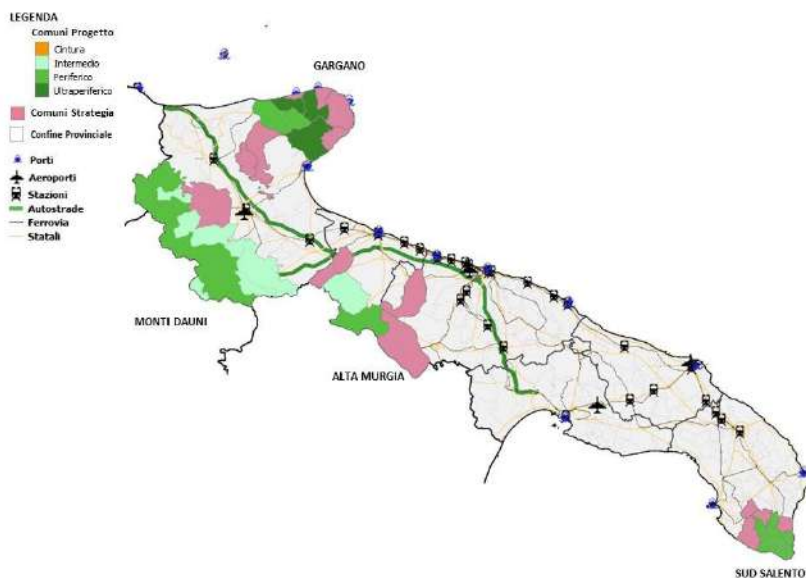 LEGENDA
Comuni Progetto
Cintura
Intermedio
Periferico
Ultraperiferico
Comuni Strategia
Confine Provinciale
Porti
Aeroporti
Stazioni
Autostrade
Ferrovia
Statali
GARGANO
MONTI DAUNI
ALTA MURGIA
SUD SALENTO